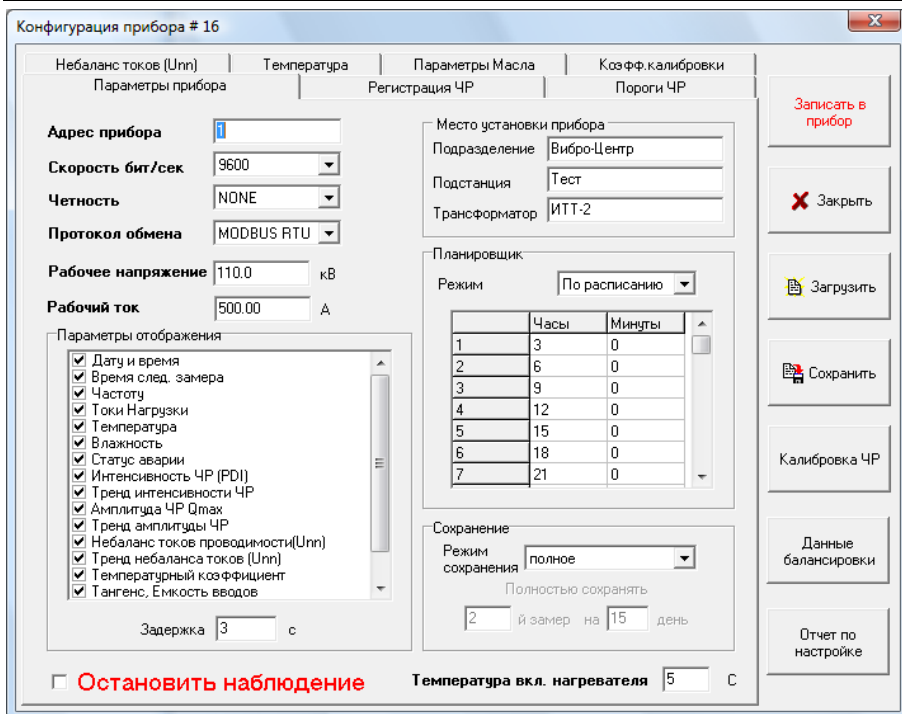 Конфигурация прибора # 16
Небаланс токов (Unn)
Температура
Параметры Масла
Коэфф.калибровки
Параметры прибора
Регистрация ЧР
Пороги ЧР
Адрес прибора 1
Скорость бит/сек 9600
Четность NONE
Протокол обмена MODBUS RTU
Рабочее напряжение 110.0 кВ
Рабочий ток 500.00 А
Параметры отображения
Дату и время
Время след. замера
Частоту
Токи Нагрузки
Температура
Влажность
Статус аварии
Интенсивность ЧР (PDI)
Тренд интенсивности ЧР
Амплитуда ЧР Qmax
Тренд амплитуды ЧР
Небаланс токов проводимости(Unn)
Тренд небаланса токов (Unn)
Температурный коэффициент
Тангенс, Емкость вводов
Задержка 3 с
Остановить наблюдение
Место установки прибора
Подразделение Вибро-Центр
Подстанция Тест
Трансформатор ИТТ-2
Планировщик
Режим По расписанию
Часы Минуты
1 3 0
2 6 0
3 9 0
4 12 0
5 15 0
6 18 0
7 21 0
Сохранение
Режим
сохранения полное
Полностью сохранять
2 й замер на 15 день
Температура вкл. нагревателя 5 С
Записать в
прибор
Закрыть
Загрузить
Сохранить
Калибровка ЧР
Данные
балансировки
Отчет по
настройке